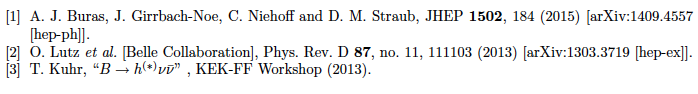 [1] A. J. Buras, J. Girrbach-Noe, C. Niehoff and D. M. Straub, JHEP 1502, 184 (2015) [arXiv:1409.4557
[hep-ph]].
[2] O. Lutz et al. [Belle Collaboration], Phys. Rev. D 87, no. 11, 111103 (2013) [arXiv:1303.3719 [hep-ex]].
[3] T. Kuhr, “B → h⁽*⁾νν̄” , KEK-FF Workshop (2013).